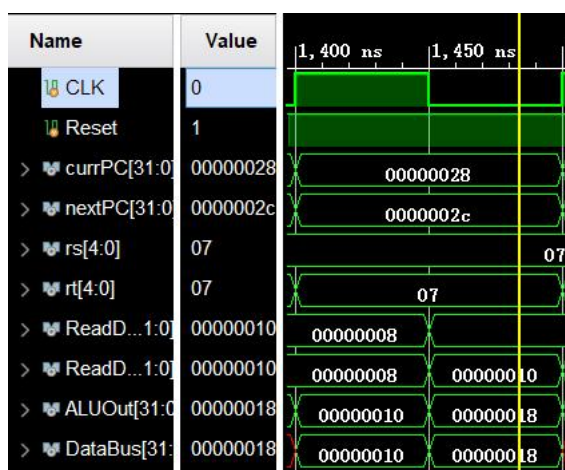 Name Value 1,400 ns 1,450 ns
CLK 0
Reset 1
currPC[31:0] 00000028 00000028
nextPC[31:0 0000002c 0000002c
rs[4:0] 07 07
rt[4:0] 07 07
ReadD...1:0] 00000010 00000008
ReadD...1:0] 00000010 00000008 00000010
ALUOut[31:0 00000018 00000010 00000018
DataBus[31: 00000018 00000010 00000018